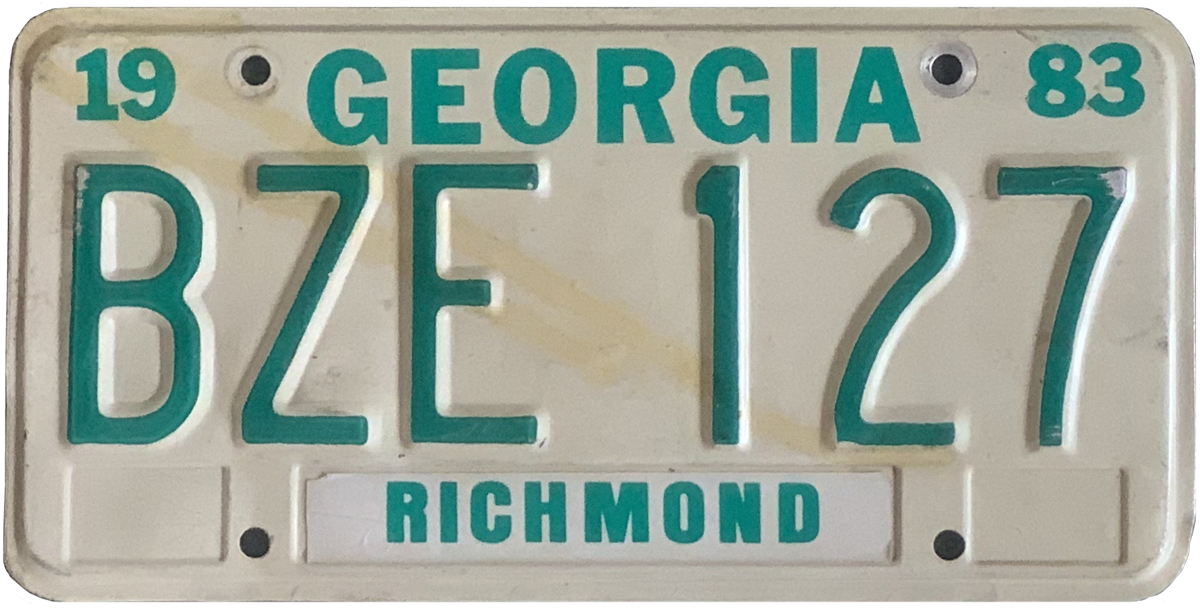 19 GEORGIA 83
BZE 127
RICHMOND